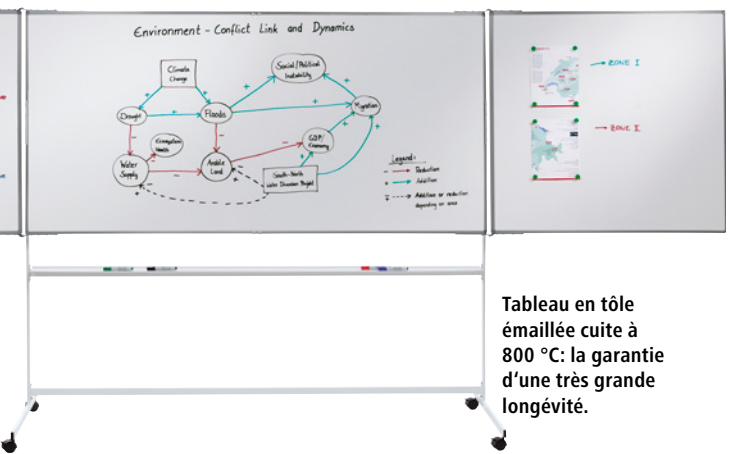 Environment - Conflict Link and Dynamics
Climate
Change
Social/Political
Instability
Drought
Floods
Migration
Ecosystem
Health
GDP/
Economy
Water
Supply
Arable
Land
South-North
Water Diversion Project
Legend:
- Reduction
+ Addition
Addition or reduction
depending on area
→ ZONE I
→ ZONE I
Tableau en tôle
émaillée cuite à
800 °C: la garantie
d'une très grande
longévité.